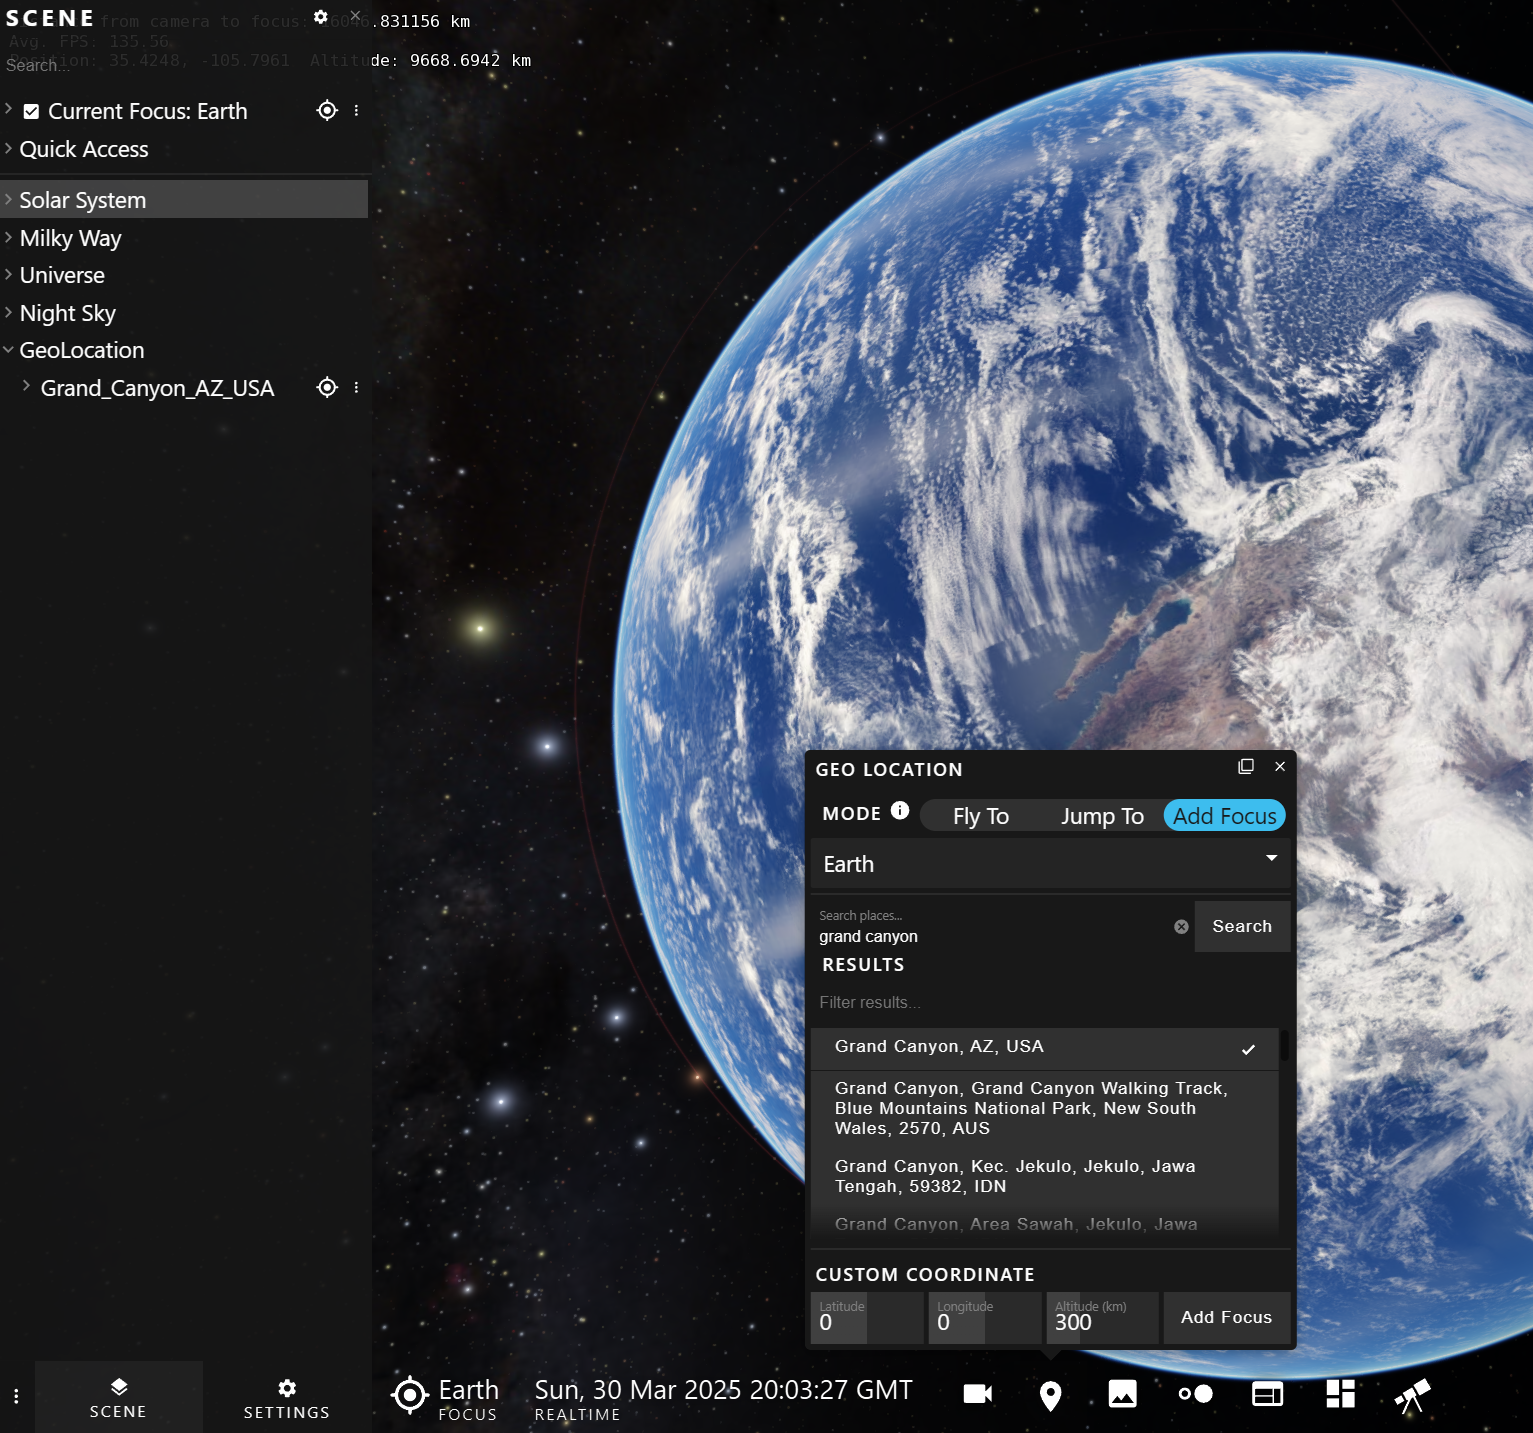 SCENE
from camera to focus: 16046.831156 km
Avg. FPS: 135.56
Position: 35.4248, -105.7961 Altitude: 9668.6942 km
Search...
Current Focus: Earth
Quick Access
Solar System
Milky Way
Universe
Night Sky
GeoLocation
Grand_Canyon_AZ_USA
GEO LOCATION
MODE Fly To Jump To Add Focus
Earth
Search places...
grand canyon
Search
RESULTS
Filter results...
Grand Canyon, AZ, USA
Grand Canyon, Grand Canyon Walking Track,
Blue Mountains National Park, New South
Wales, 2570, AUS
Grand Canyon, Kec. Jekulo, Jekulo, Jawa
Tengah, 59382, IDN
Grand Canyon, Area Sawah, Jekulo, Jawa
CUSTOM COORDINATE
Latitude Longitude Altitude (km)
0 0 300 Add Focus
SCENE SETTINGS
Earth Sun, 30 Mar 2025 20:03:27 GMT
FOCUS REALTIME